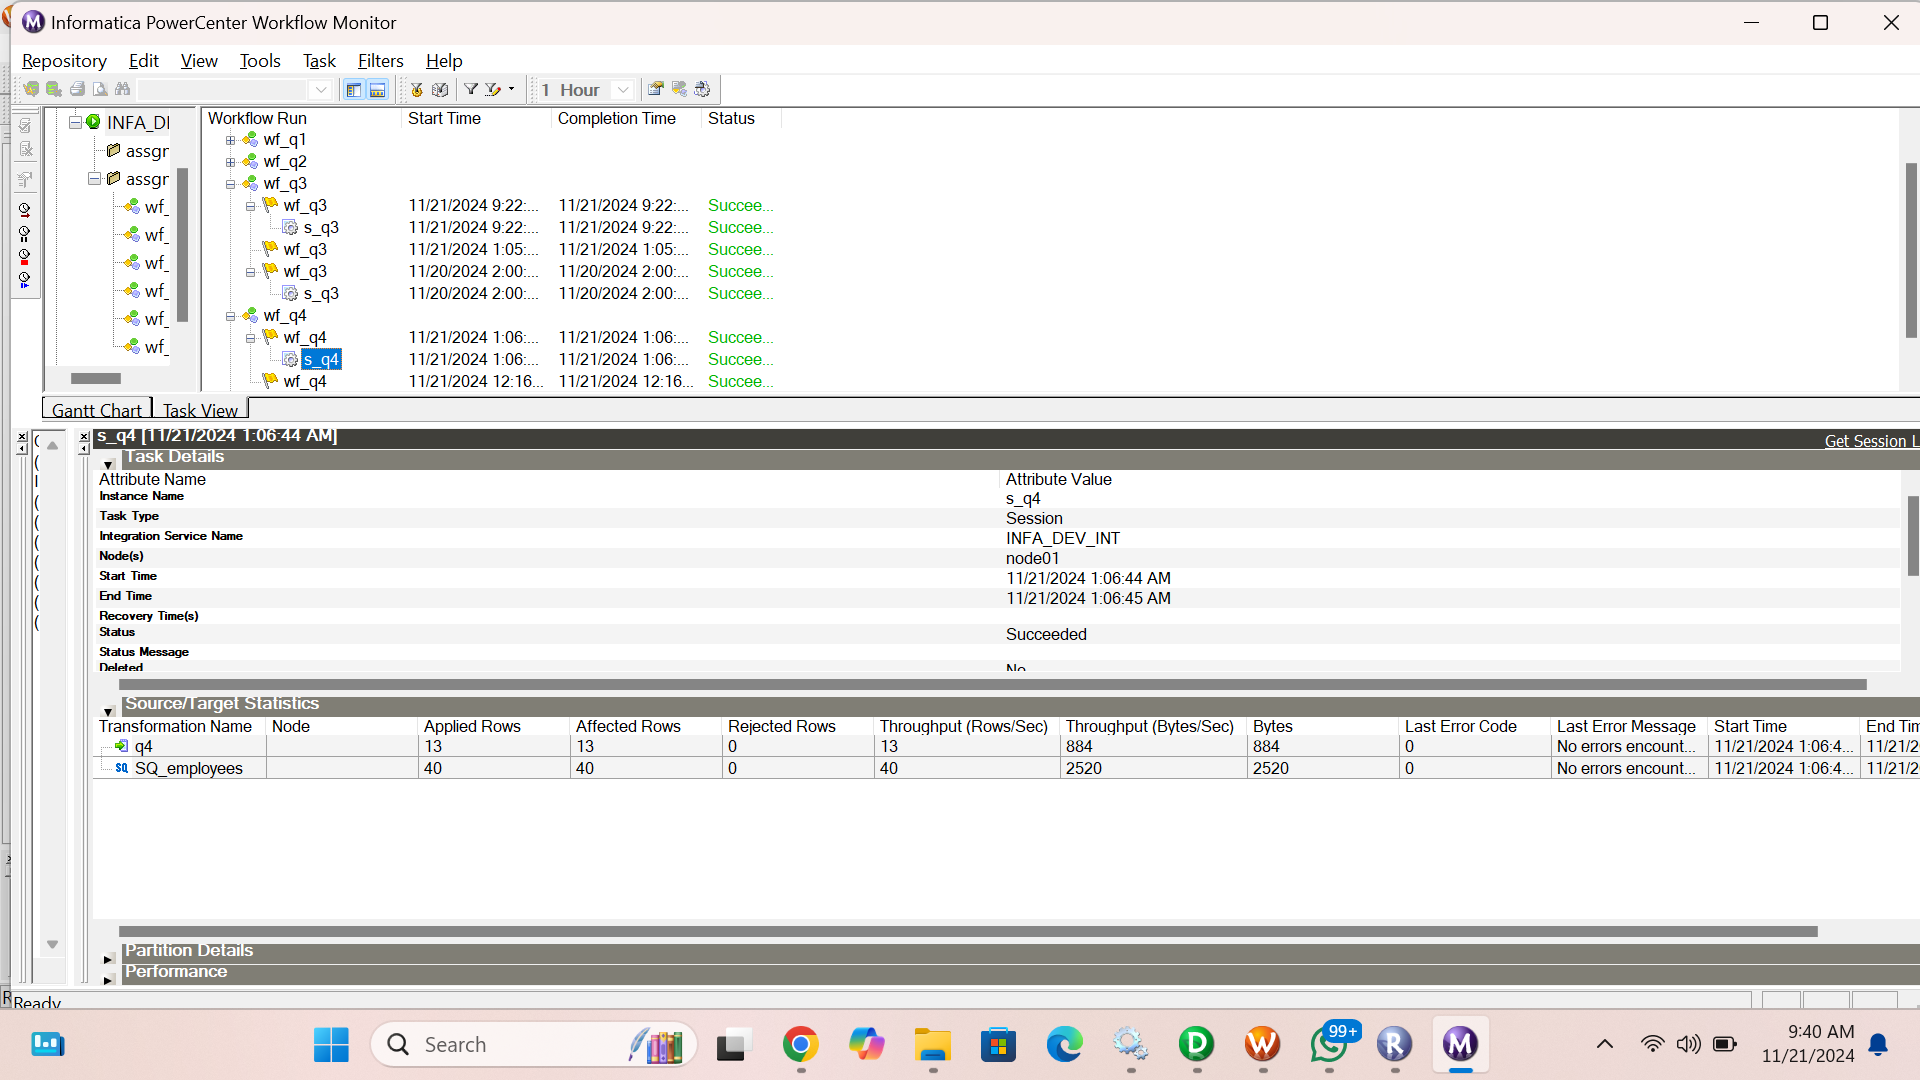 Informatica PowerCenter Workflow Monitor
Repository Edit View Tools Task Filters Help
1 Hour
INFA_DI
assgr
assgr
wf_
wf_
wf_
wf_
wf_
wf_
Workflow Run Start Time Completion Time Status
wf_q1
wf_q2
wf_q3
wf_q3 11/21/2024 9:22:... 11/21/2024 9:22:... Succee...
s_q3 11/21/2024 9:22:... 11/21/2024 9:22:... Succee...
wf_q3 11/21/2024 1:05:... 11/21/2024 1:05:... Succee...
wf_q3 11/20/2024 2:00:... 11/20/2024 2:00:... Succee...
s_q3 11/20/2024 2:00:... 11/20/2024 2:00:... Succee...
wf_q4
wf_q4 11/21/2024 1:06:... 11/21/2024 1:06:... Succee...
s_q4 11/21/2024 1:06:... 11/21/2024 1:06:... Succee...
wf_q4 11/21/2024 12:16... 11/21/2024 12:16... Succee...
Gantt Chart Task View
s_q4 [11/21/2024 1:06:44 AM]
Get Session L
Task Details
Attribute Name Attribute Value
Instance Name s_q4
Task Type Session
Integration Service Name INFA_DEV_INT
Node(s) node01
Start Time 11/21/2024 1:06:44 AM
End Time 11/21/2024 1:06:45 AM
Recovery Time(s)
Status Succeeded
Status Message
Deleted No
Source/Target Statistics
Transformation Name Node Applied Rows Affected Rows Rejected Rows Throughput (Rows/Sec) Throughput (Bytes/Sec) Bytes Last Error Code Last Error Message Start Time End Tim
q4 13 13 0 13 884 884 0 No errors encount... 11/21/2024 1:06:4... 11/21/2
SQ_employees 40 40 0 40 2520 2520 0 No errors encount... 11/21/2024 1:06:4... 11/21/2
Partition Details
Performance
Ready
Search
99+
9:40 AM
11/21/2024